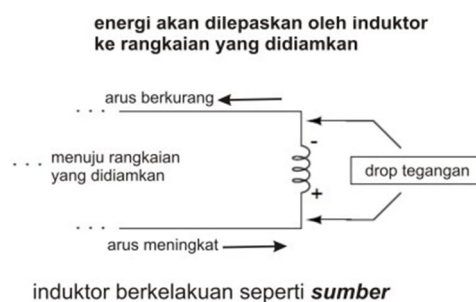 energi akan dilepaskan oleh induktor
ke rangkaian yang didiamkan
arus berkurang
. . .
-
. . . menuju rangkaian
yang didiamkan
drop tegangan
+
. . .
arus meningkat
induktor berkelakuan seperti sumber